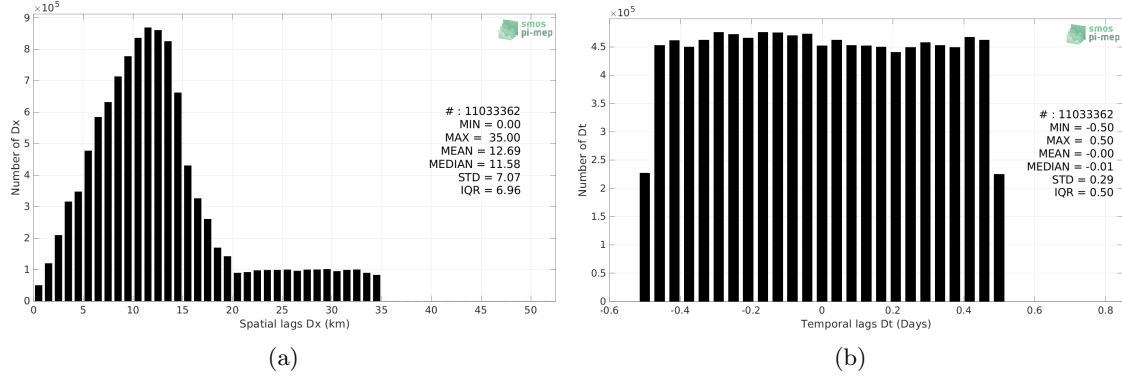 ×10^5
9
8
7
6
5
4
3
2
1
0
Number of Dx
smos
pi-mep
# : 11033362
MIN = 0.00
MAX = 35.00
MEAN = 12.69
MEDIAN = 11.58
STD = 7.07
IQR = 6.96
0 5 10 15 20 25 30 35 40 45 50
Spatial lags Dx (km)
(a)
×10^5
4.5
4
3.5
3
2.5
2
1.5
1
0.5
0
Number of Dt
smos
pi-mep
# : 11033362
MIN = -0.50
MAX = 0.50
MEAN = -0.00
MEDIAN = -0.01
STD = 0.29
IQR = 0.50
-0.6 -0.4 -0.2 0 0.2 0.4 0.6 0.8
Temporal lags Dt (Days)
(b)